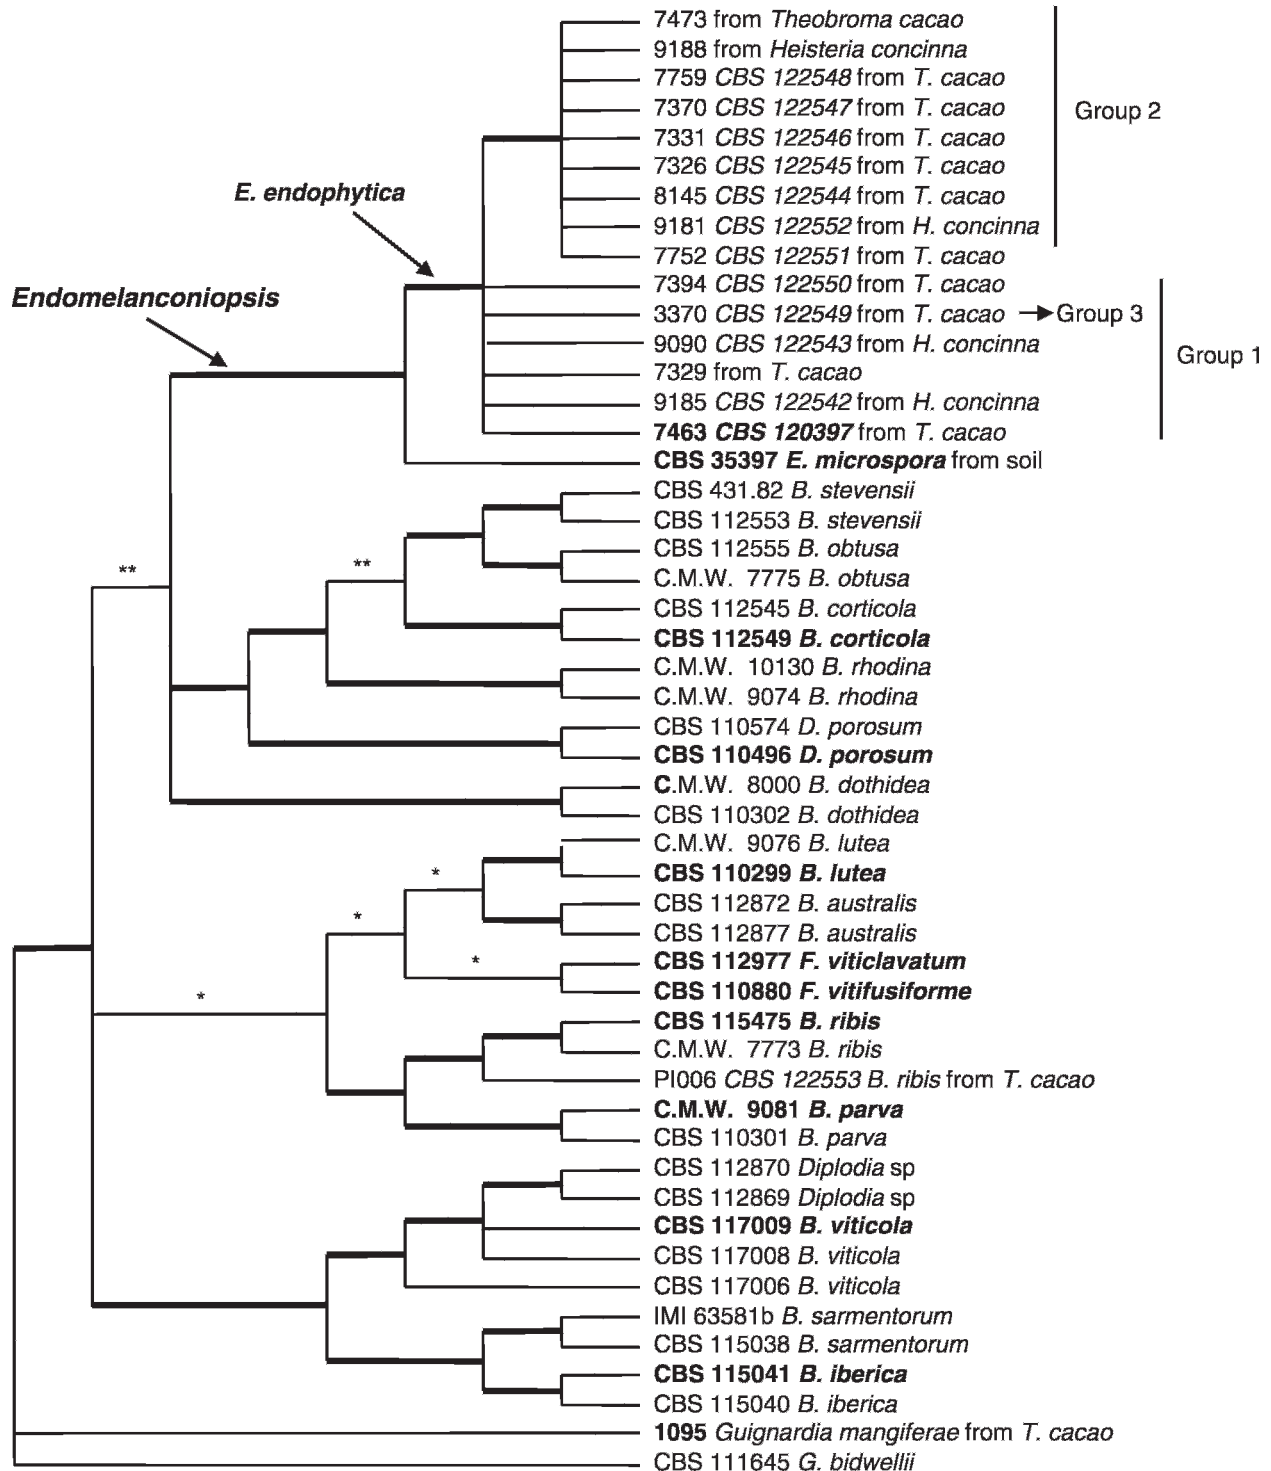 7473 from Theobroma cacao
9188 from Heisteria concinna
7759 CBS 122548 from T. cacao
7370 CBS 122547 from T. cacao
Group 2
7331 CBS 122546 from T. cacao
7326 CBS 122545 from T. cacao
E. endophytica
8145 CBS 122544 from T. cacao
9181 CBS 122552 from H. concinna
7752 CBS 122551 from T. cacao
7394 CBS 122550 from T. cacao
Endomelanconiopsis
3370 CBS 122549 from T. cacao
Group 3
9090 CBS 122543 from H. concinna
Group 1
7329 from T. cacao
9185 CBS 122542 from H. concinna
7463 CBS 120397 from T. cacao
CBS 35397 E. microspora from soil
CBS 431.82 B. stevensii
CBS 112553 B. stevensii
CBS 112555 B. obtusa
**
**
C.M.W. 7775 B. obtusa
CBS 112545 B. corticola
CBS 112549 B. corticola
C.M.W. 10130 B. rhodina
C.M.W. 9074 B. rhodina
CBS 110574 D. porosum
CBS 110496 D. porosum
C.M.W. 8000 B. dothidea
CBS 110302 B. dothidea
C.M.W. 9076 B. lutea
*
CBS 110299 B. lutea
CBS 112872 B. australis
*
CBS 112877 B. australis
*
CBS 112977 F. viticlavatum
CBS 110880 F. vitifusiforme
*
CBS 115475 B. ribis
C.M.W. 7773 B. ribis
PI006 CBS 122553 B. ribis from T. cacao
C.M.W. 9081 B. parva
CBS 110301 B. parva
CBS 112870 Diplodia sp
CBS 112869 Diplodia sp
CBS 117009 B. viticola
CBS 117008 B. viticola
CBS 117006 B. viticola
IMI 63581b B. sarmentorum
CBS 115038 B. sarmentorum
CBS 115041 B. iberica
CBS 115040 B. iberica
1095 Guignardia mangiferae from T. cacao
CBS 111645 G. bidwellii